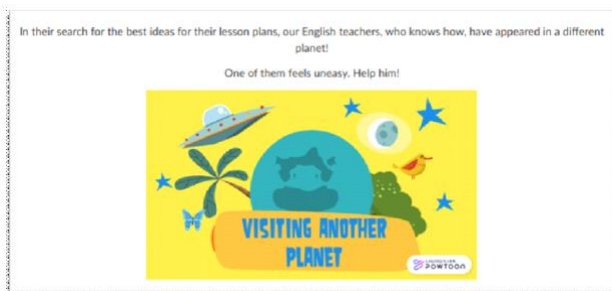 In their search for the best ideas for their lesson plans, our English teachers, who knows how, have appeared in a different
planet!
One of them feels uneasy. Help him!
VISITING ANOTHER
PLANET
POWTOON